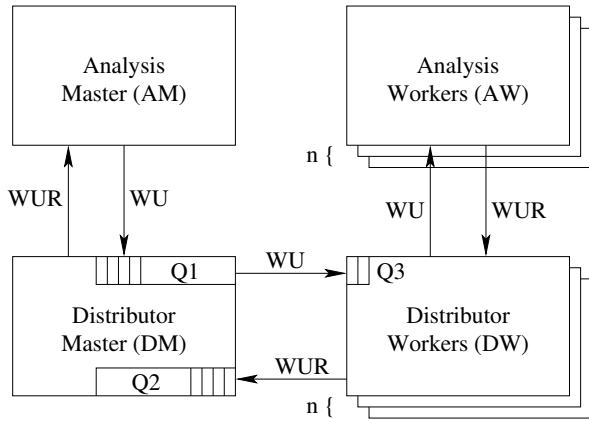 Analysis
Master (AM)
Analysis
Workers (AW)
n {
WUR
WU
WU
WUR
Q1
WU
Q3
Distributor
Master (DM)
Distributor
Workers (DW)
Q2
WUR
n {